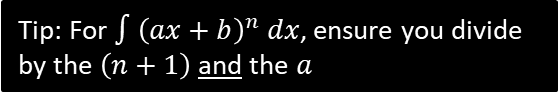 Tip: For ∫ (ax + b)ⁿ dx, ensure you divide
by the (n + 1) and the a